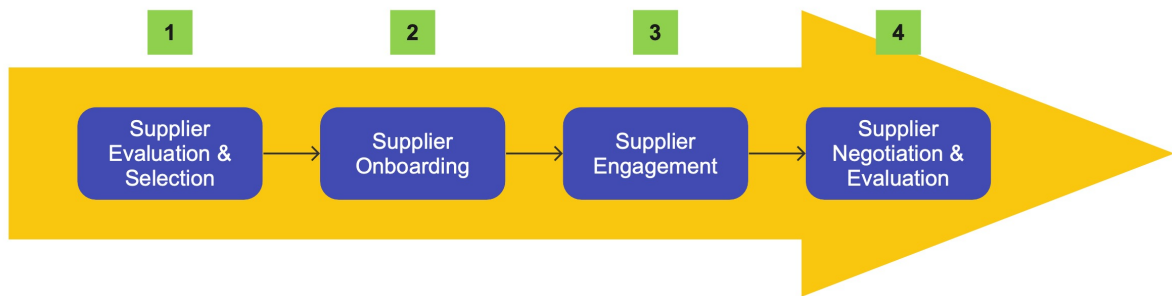 1
2
3
4
Supplier
Evaluation &
Selection
Supplier
Onboarding
Supplier
Engagement
Supplier
Negotiation &
Evaluation